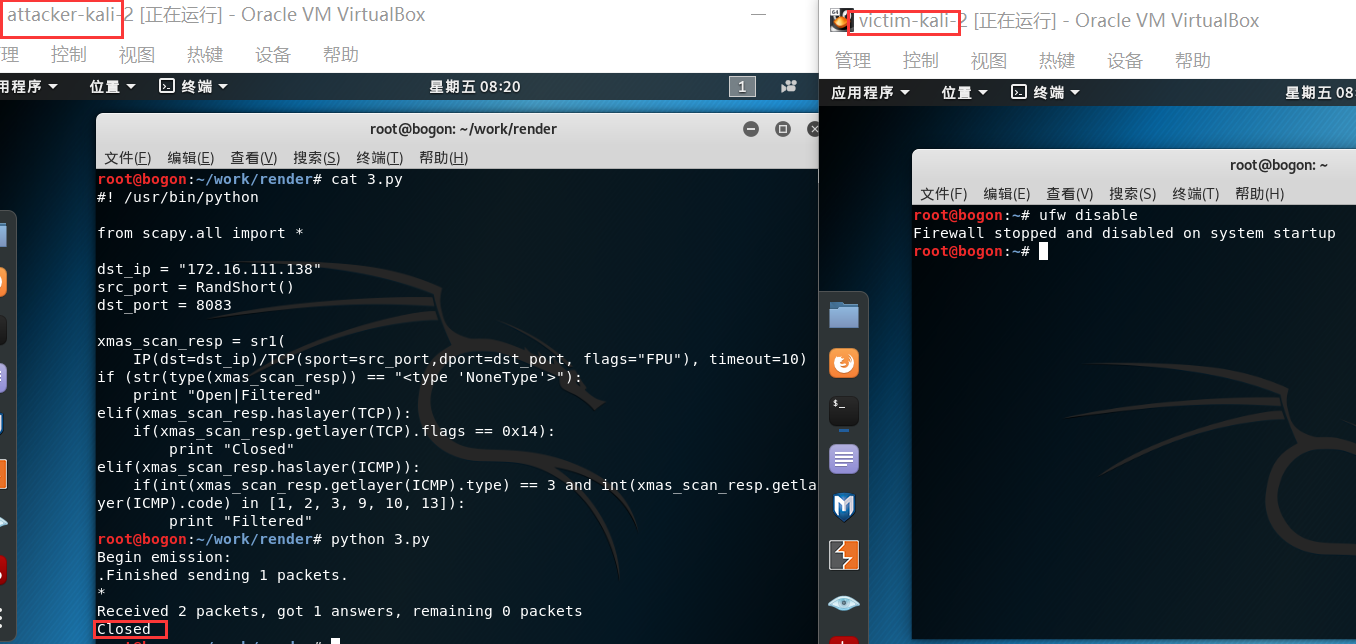 attacker-kali-2 [正在运行] - Oracle VM VirtualBox
理 控制 视图 热键 设备 帮助
用程序 位置 终端 星期五 08:20 1
root@bogon: ~/work/render
文件(F) 编辑(E) 查看(V) 搜索(S) 终端(T) 帮助(H)
root@bogon:~/work/render# cat 3.py
#! /usr/bin/python
from scapy.all import *
dst_ip = "172.16.111.138"
src_port = RandShort()
dst_port = 8083
xmas_scan_resp = sr1(
    IP(dst=dst_ip)/TCP(sport=src_port,dport=dst_port, flags="FPU"), timeout=10)
if (str(type(xmas_scan_resp)) == "<type 'NoneType'>"):
    print "Open|Filtered"
elif(xmas_scan_resp.haslayer(TCP)):
    if(xmas_scan_resp.getlayer(TCP).flags == 0x14):
        print "Closed"
elif(xmas_scan_resp.haslayer(ICMP)):
    if(int(xmas_scan_resp.getlayer(ICMP).type) == 3 and int(xmas_scan_resp.getla
yer(ICMP).code) in [1, 2, 3, 9, 10, 13]):
        print "Filtered"
root@bogon:~/work/render# python 3.py
Begin emission:
.Finished sending 1 packets.
*
Received 2 packets, got 1 answers, remaining 0 packets
Closed
victim-kali-2 [正在运行] - Oracle VM VirtualBox
管理 控制 视图 热键 设备 帮助
应用程序 位置 终端 星期五 08
root@bogon: ~
文件(F) 编辑(E) 查看(V) 搜索(S) 终端(T) 帮助(H)
root@bogon:~# ufw disable
Firewall stopped and disabled on system startup
root@bogon:~#